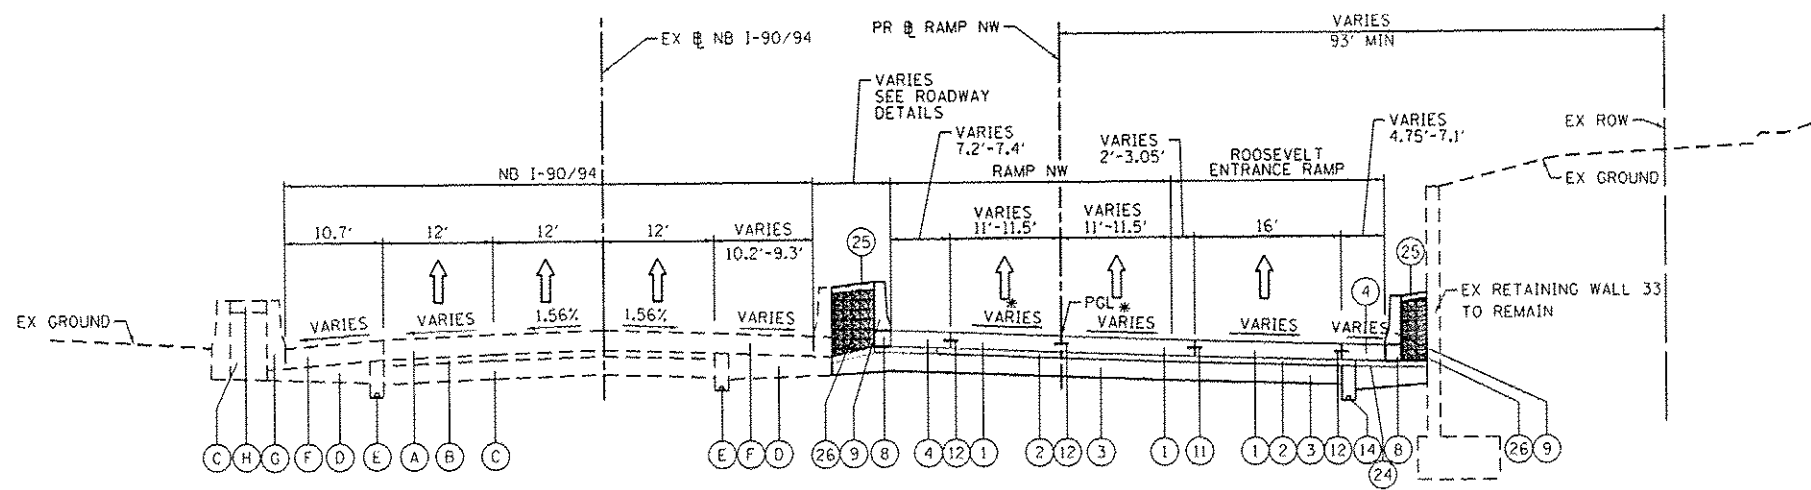 VARIES
93' MIN
EX ℄ NB I-90/94
PR ℄ RAMP NW
VARIES
SEE ROADWAY
DETAILS
VARIES
7.2'-7.4'
VARIES
2'-3.05'
VARIES
4.75'-7.1'
EX ROW
NB I-90/94
RAMP NW
ROOSEVELT
ENTRANCE RAMP
EX GROUND
10.7'
12'
12'
12'
VARIES
10.2'-9.3'
25
VARIES
11'-11.5'
VARIES
11'-11.5'
16'
25
4
EX RETAINING WALL 33
TO REMAIN
EX GROUND
VARIES
VARIES
1.56%
1.56%
VARIES
*
VARIES
PGL
*
VARIES
VARIES
VARIES
C H G F D E A B C E F D 26 9 8 4 12 1 2 12 3 1 11 1 2 3 12 14 8 26 9
24